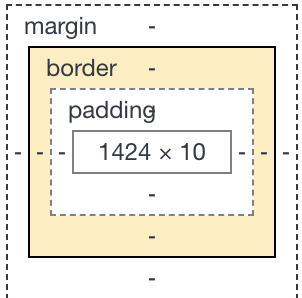 margin -
border -
padding -
- - - 1424 × 10 - - -
-
-
-